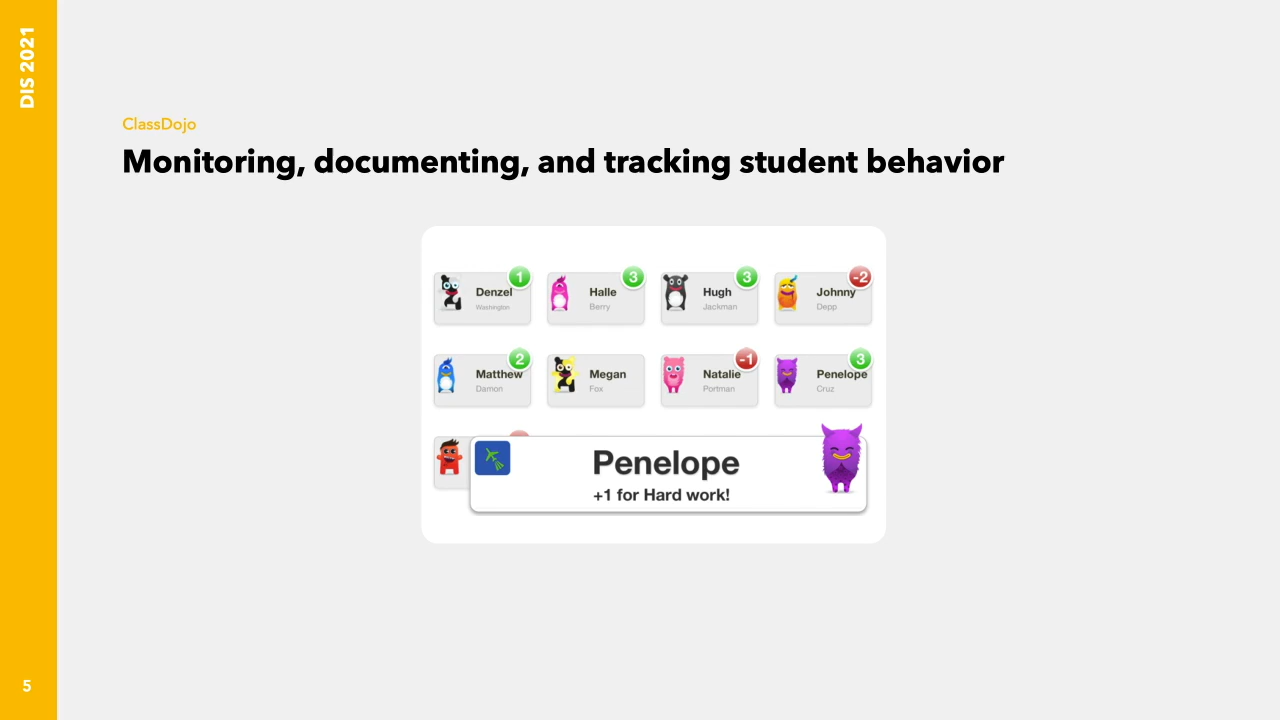 DIS 2021
ClassDojo
Monitoring, documenting, and tracking student behavior
1
3
3
-2
Denzel
Halle
Hugh
Johnny
Washington
Berry
Jackman
Depp
2
-1
3
Matthew
Megan
Natalie
Penelope
Damon
Fox
Portman
Cruz
Penelope
+1 for Hard work!
5